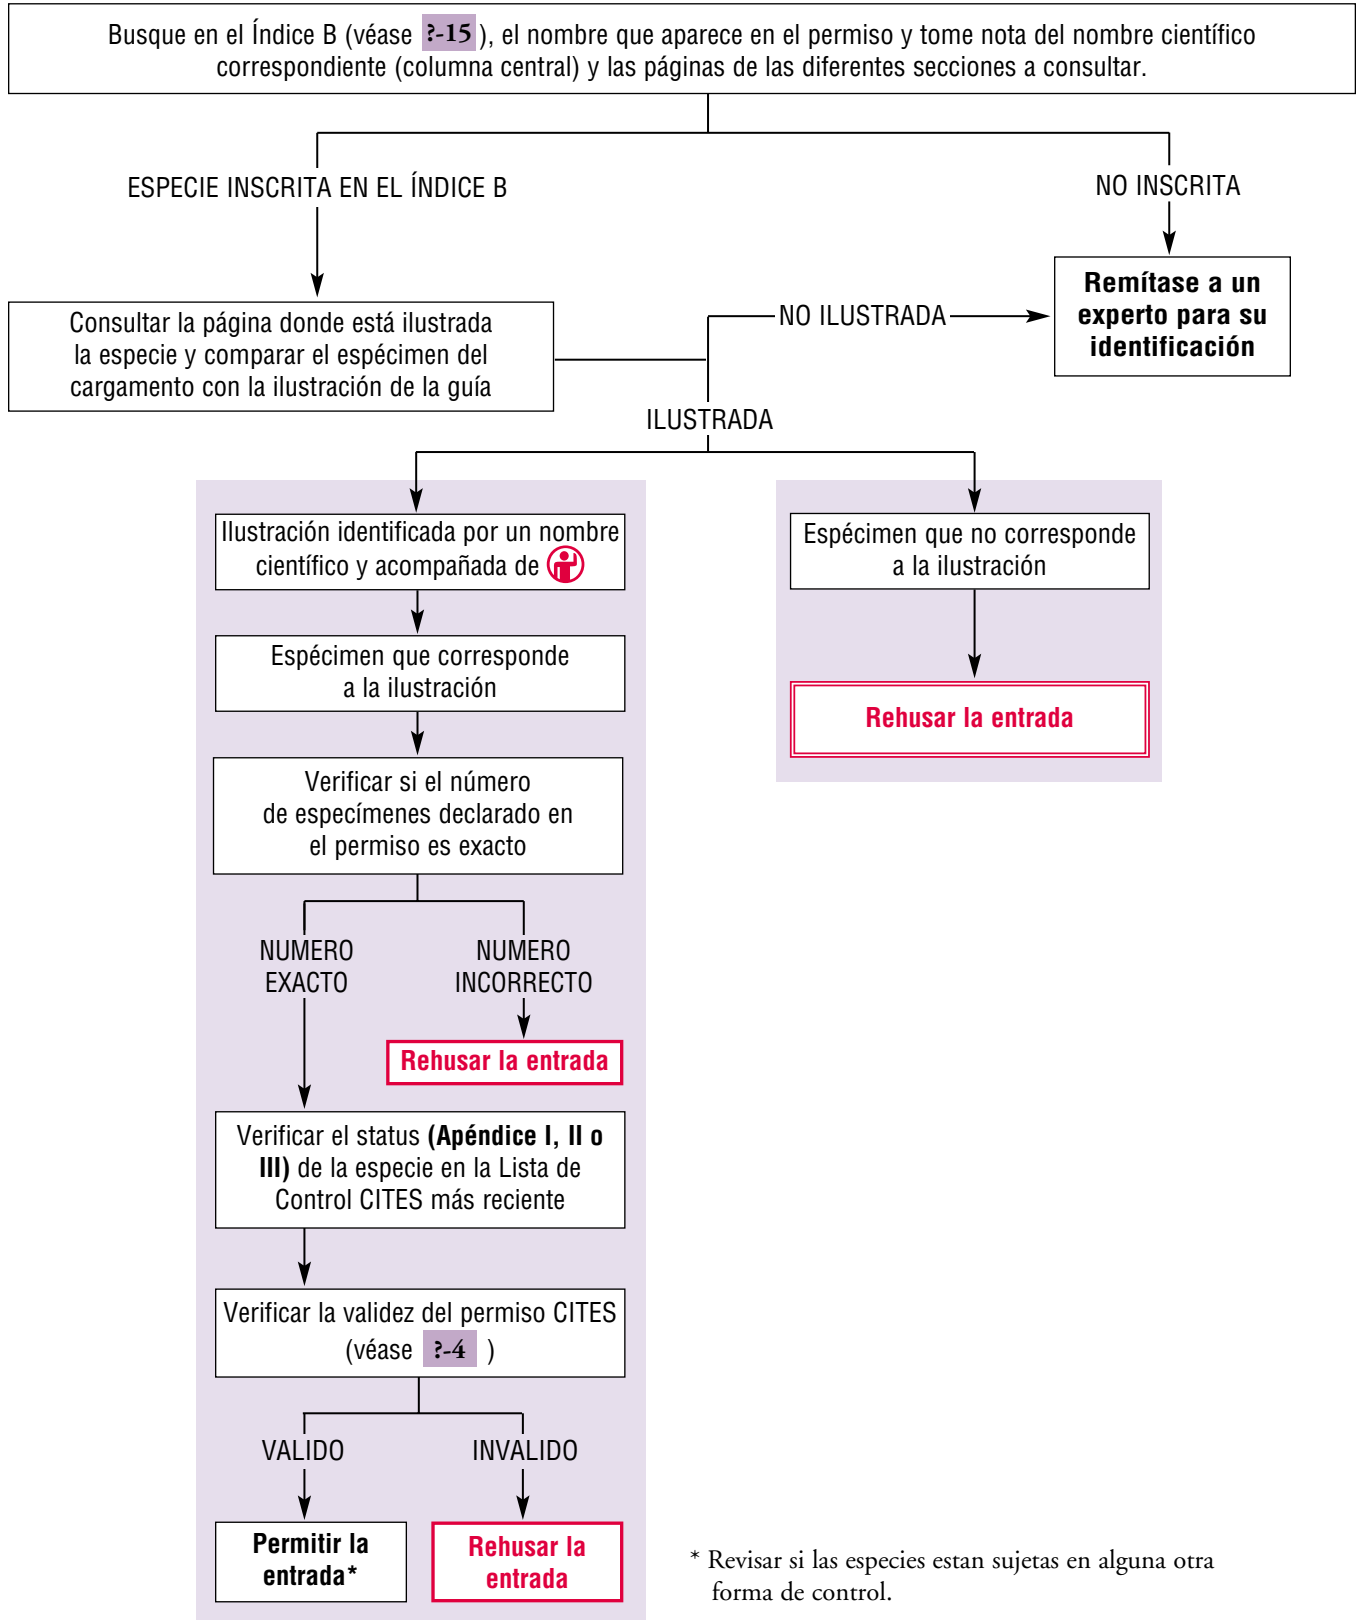 Busque en el Índice B (véase ?-15), el nombre que aparece en el permiso y tome nota del nombre científico
correspondiente (columna central) y las páginas de las diferentes secciones a consultar.
ESPECIE INSCRITA EN EL ÍNDICE B
NO INSCRITA
Consultar la página donde está ilustrada
la especie y comparar el espécimen del
cargamento con la ilustración de la guía
NO ILUSTRADA
Remítase a un
experto para su
identificación
ILUSTRADA
Ilustración identificada por un nombre
científico y acompañada de
Espécimen que no corresponde
a la ilustración
Espécimen que corresponde
a la ilustración
Rehusar la entrada
Verificar si el número
de especímenes declarado en
el permiso es exacto
NUMERO
EXACTO
NUMERO
INCORRECTO
Rehusar la entrada
Verificar el status (Apéndice I, II o
III) de la especie en la Lista de
Control CITES más reciente
Verificar la validez del permiso CITES
(véase ?-4 )
VALIDO
INVALIDO
Permitir la
entrada*
Rehusar la
entrada
* Revisar si las especies estan sujetas en alguna otra
forma de control.